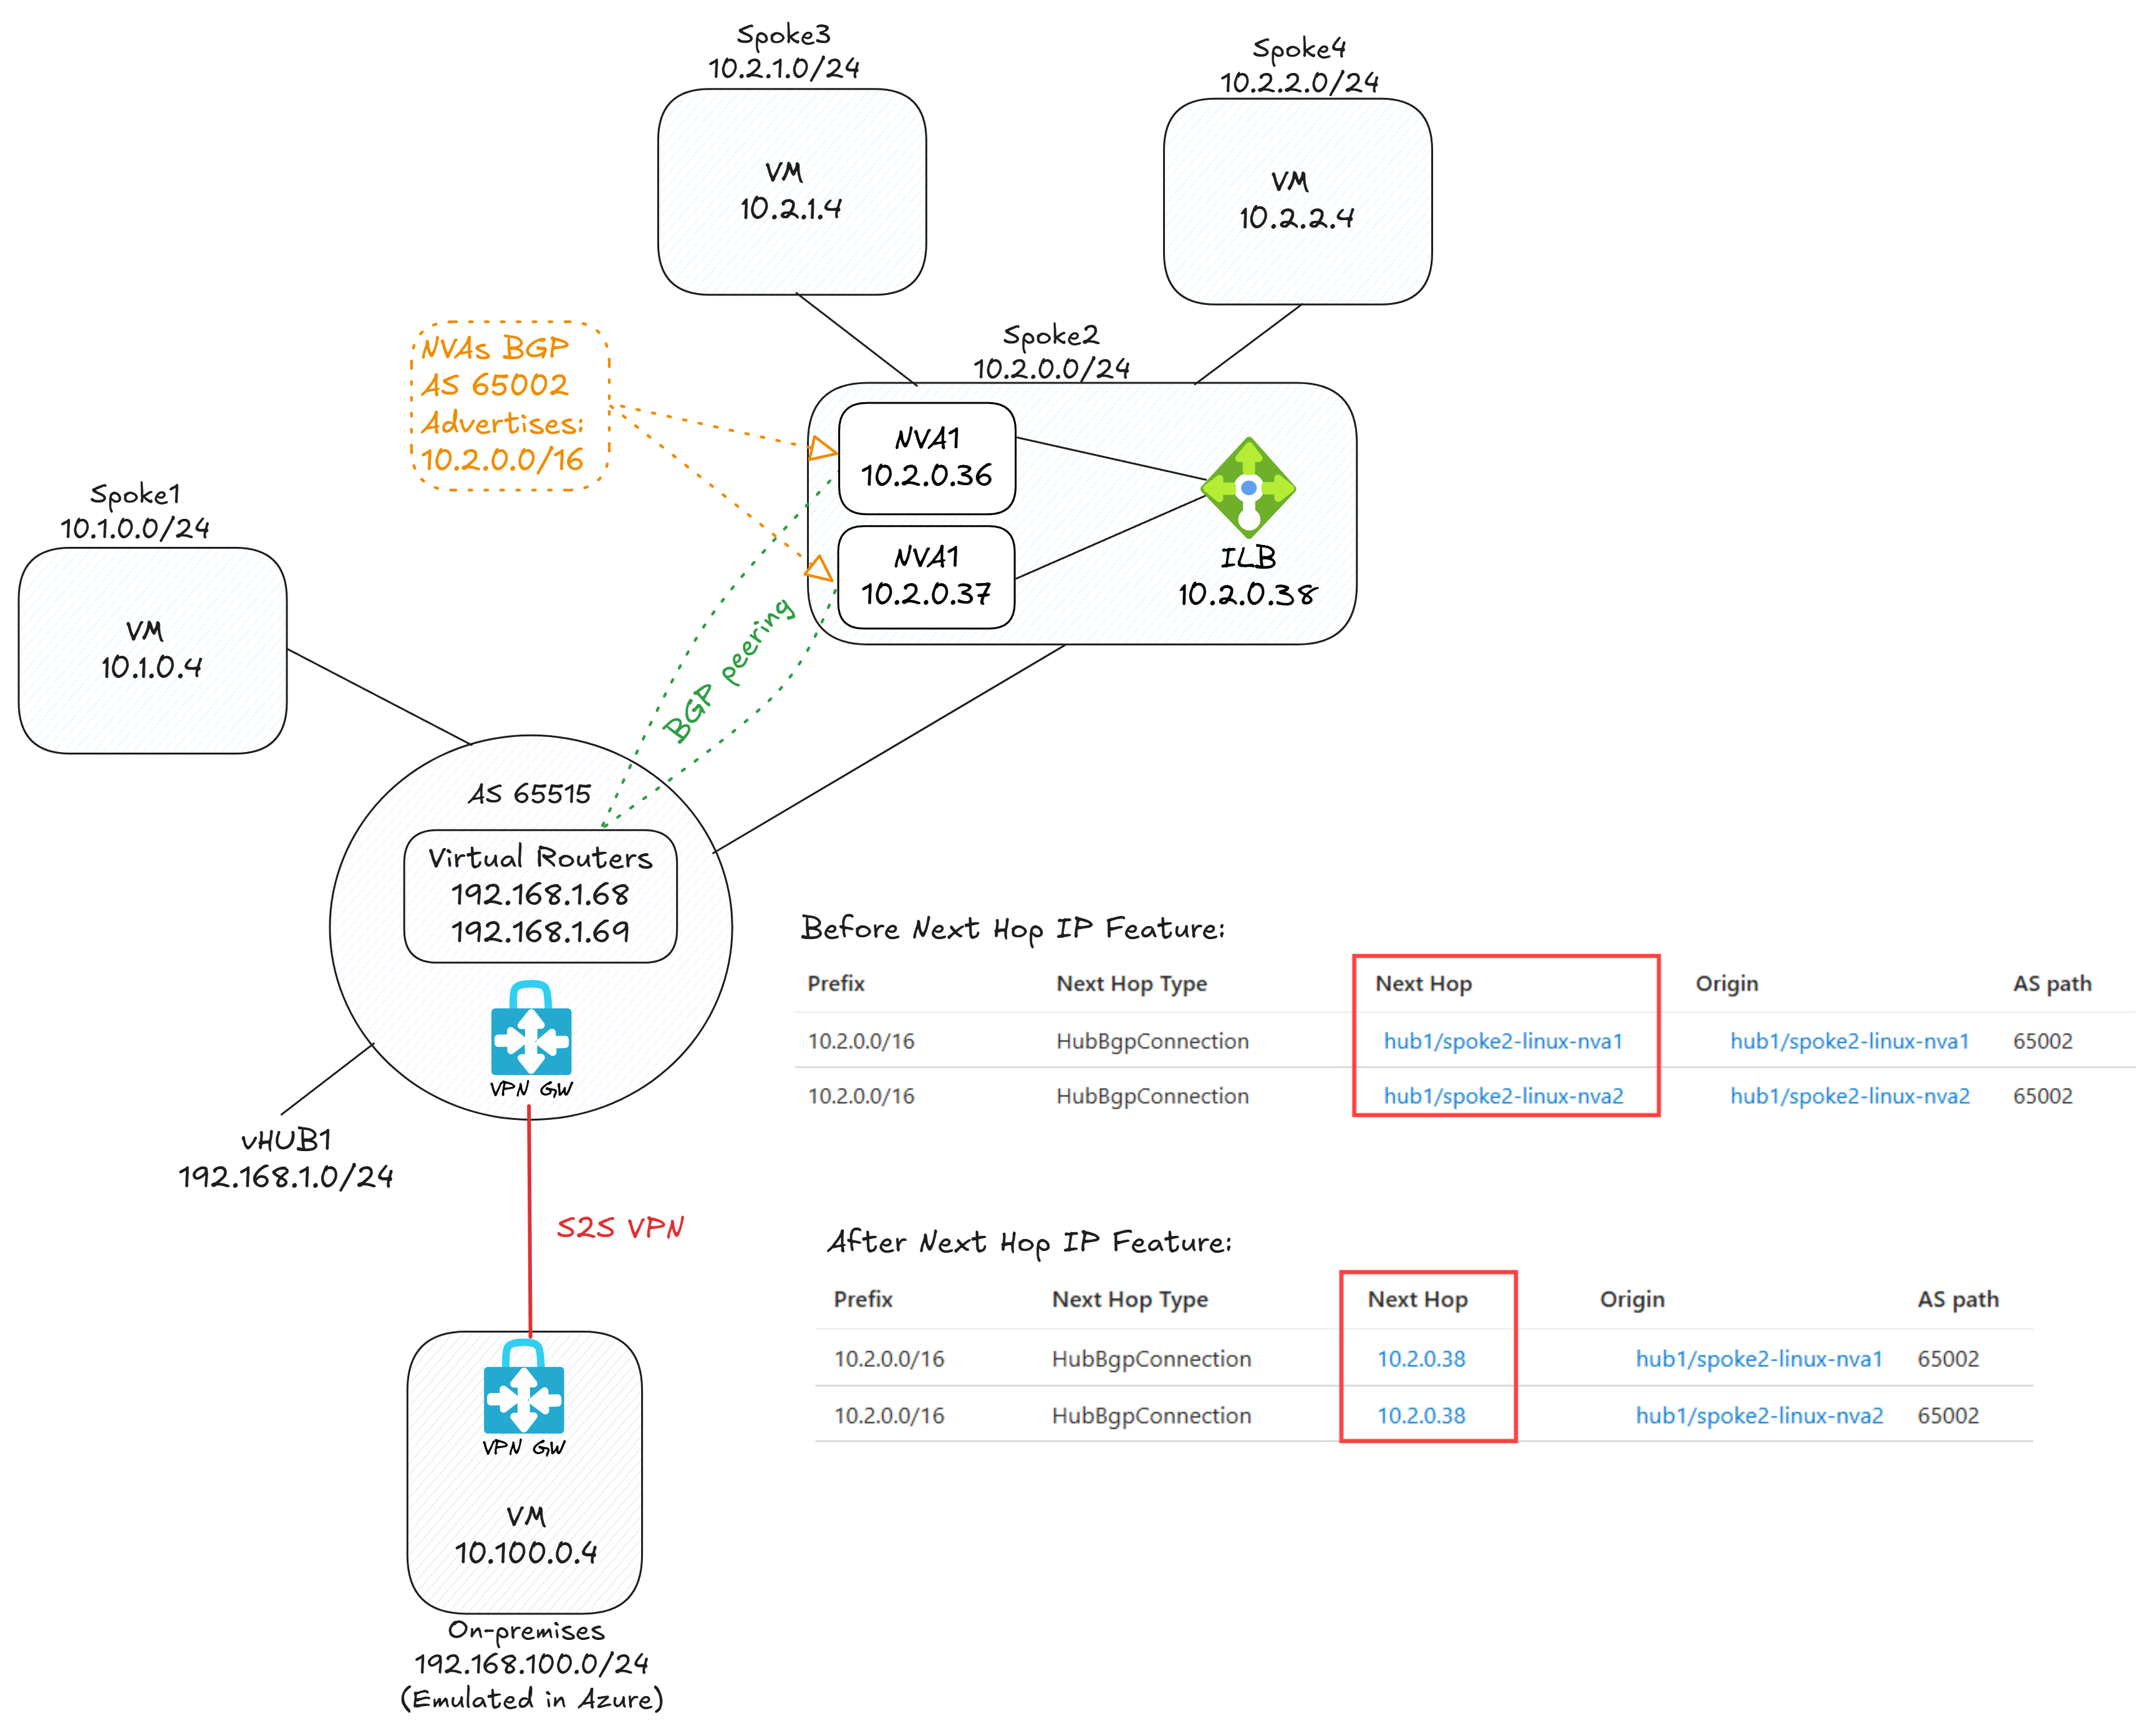 Spoke3
10.2.1.0/24
VM
10.2.1.4
Spoke4
10.2.2.0/24
VM
10.2.2.4
NVAs BGP
AS 65002
Advertises:
10.2.0.0/16
Spoke2
10.2.0.0/24
NVA1
10.2.0.36
NVA1
10.2.0.37
ILB
10.2.0.38
Spoke1
10.1.0.0/24
VM
10.1.0.4
BGP peering
AS 65515
Virtual Routers
192.168.1.68
192.168.1.69
VPN GW
vHUB1
192.168.1.0/24
S2S VPN
VPN GW
VM
10.100.0.4
On-premises
192.168.100.0/24
(Emulated in Azure)
Before Next Hop IP Feature:
Prefix Next Hop Type Next Hop Origin AS path
10.2.0.0/16 HubBgpConnection hub1/spoke2-linux-nva1 hub1/spoke2-linux-nva1 65002
10.2.0.0/16 HubBgpConnection hub1/spoke2-linux-nva2 hub1/spoke2-linux-nva2 65002
After Next Hop IP Feature:
Prefix Next Hop Type Next Hop Origin AS path
10.2.0.0/16 HubBgpConnection 10.2.0.38 hub1/spoke2-linux-nva1 65002
10.2.0.0/16 HubBgpConnection 10.2.0.38 hub1/spoke2-linux-nva2 65002